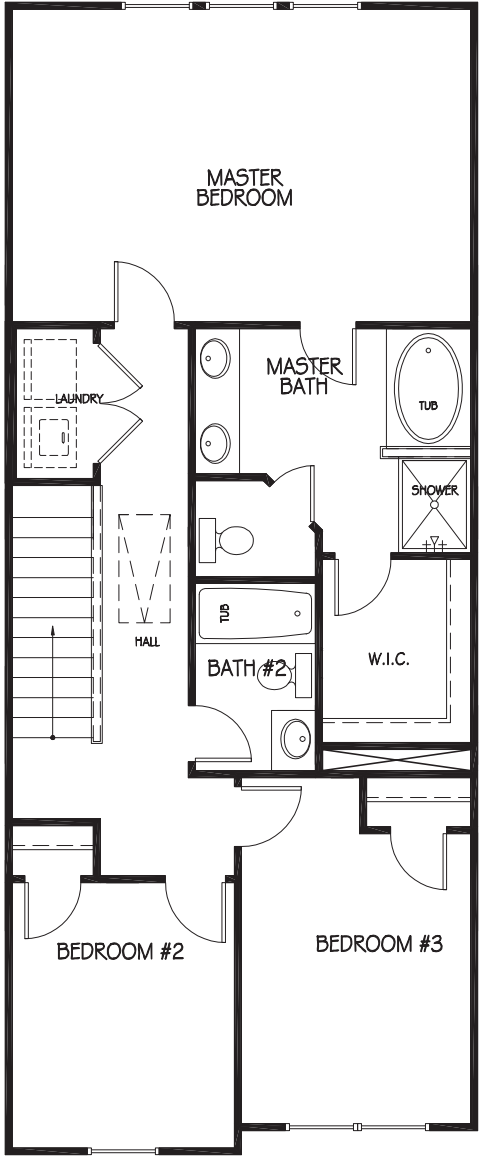 MASTER
BEDROOM
MASTER
BATH
LAUNDRY
TUB
SHOWER
TUB
HALL
BATH #2
W.I.C.
BEDROOM #2
BEDROOM #3